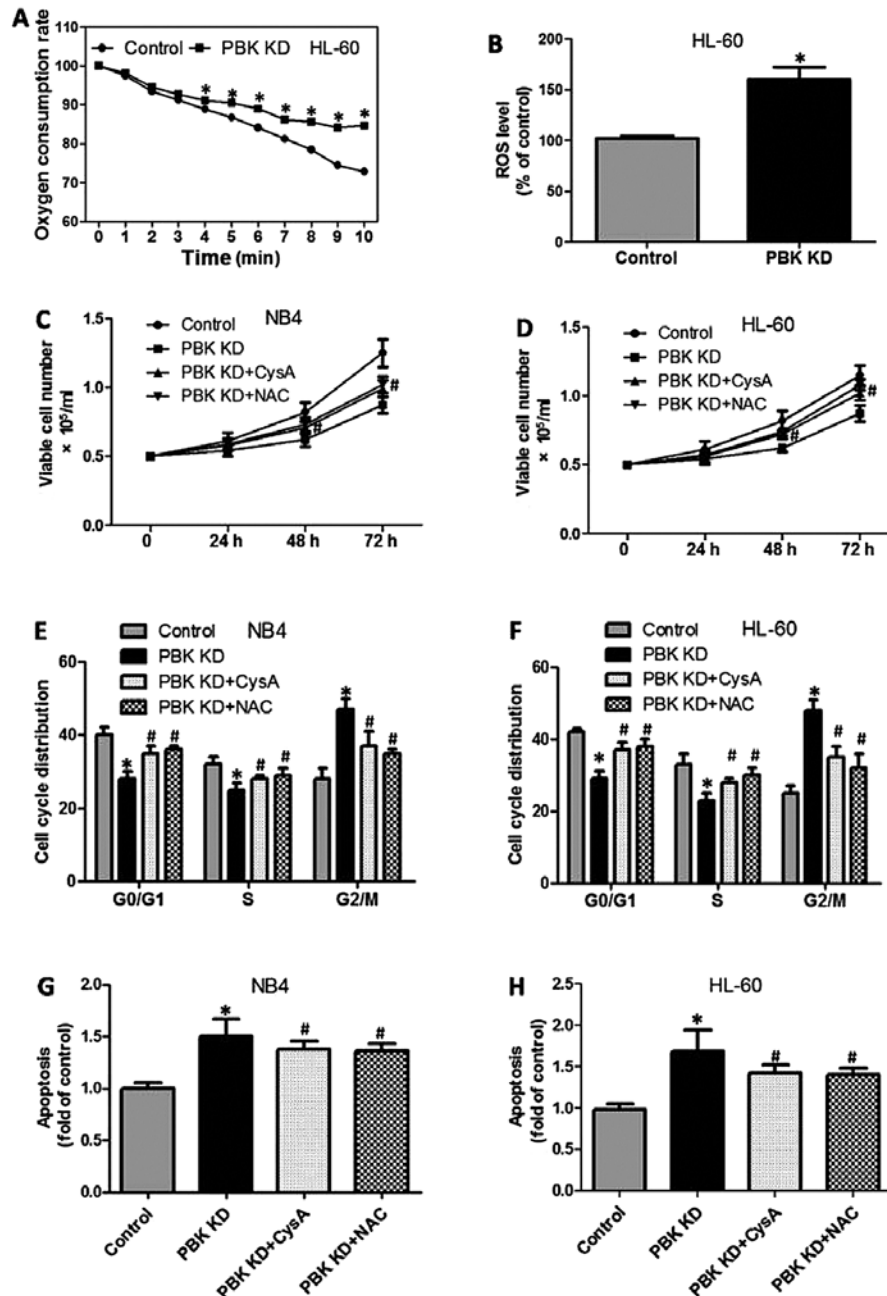 A
Control PBK KD HL-60
Oxygen consumption rate
100
90
80
70
60
* * * * * * *
0 1 2 3 4 5 6 7 8 9 10
Time (min)
B
HL-60
ROS level
(% of control)
200
150
100
50
0
*
Control PBK KD
C
NB4
Control
PBK KD
PBK KD+CysA
PBK KD+NAC
Viable cell number
× 10⁵/ml
1.5
1.0
0.5
0.0
#
#
0 24 h 48 h 72 h
D
HL-60
Control
PBK KD
PBK KD+CysA
PBK KD+NAC
Viable cell number
× 10⁵/ml
1.5
1.0
0.5
0.0
#
#
0 24 h 48 h 72 h
E
NB4
Control
PBK KD
PBK KD+CysA
PBK KD+NAC
Cell cycle distribution
60
40
20
0
* # # * # # * # #
G0/G1 S G2/M
F
HL-60
Control
PBK KD
PBK KD+CysA
PBK KD+NAC
Cell cycle distribution
60
40
20
0
* # # * # # * # #
G0/G1 S G2/M
G
NB4
Apoptosis
(fold of control)
2.0
1.5
1.0
0.5
0.0
* # #
Control PBK KD PBK KD+CysA PBK KD+NAC
H
HL-60
Apoptosis
(fold of control)
2.5
2.0
1.5
1.0
0.5
0.0
* # #
Control PBK KD PBK KD+CysA PBK KD+NAC